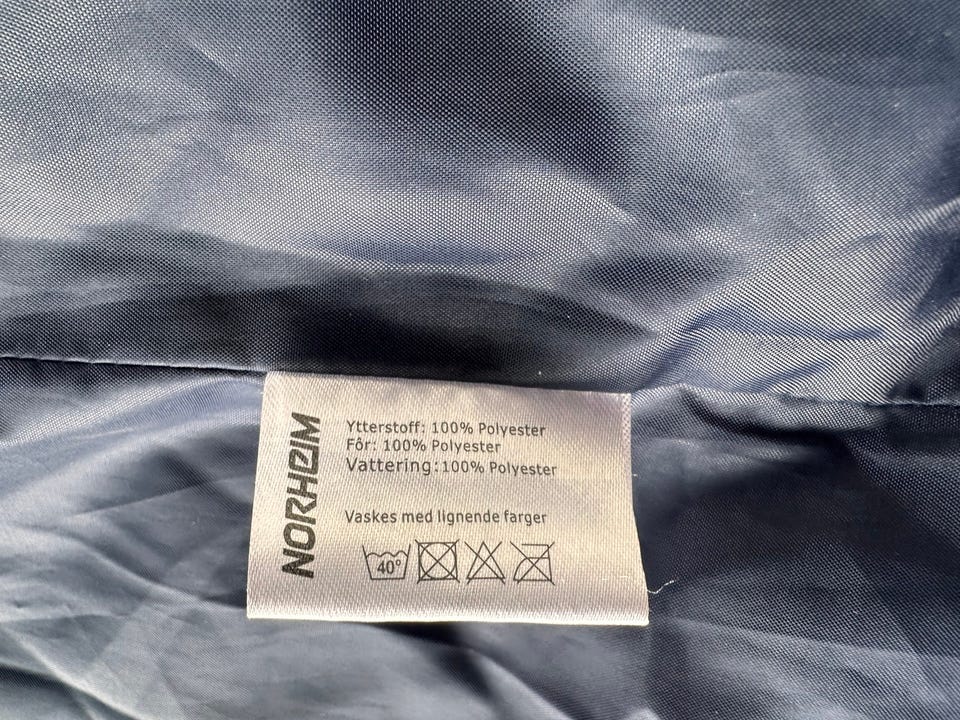 NORHEIM
Ytterstoff: 100% Polyester
Fôr: 100% Polyester
Vattering:100% Polyester
Vaskes med lignende farger
40°